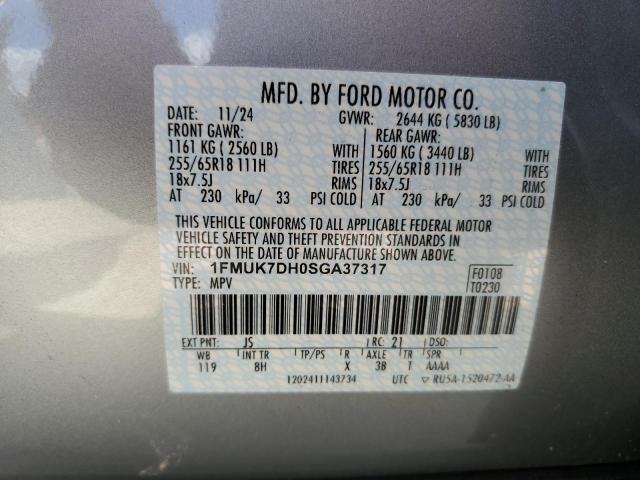 MFD. BY FORD MOTOR CO.
DATE: 11/24 GVWR: 2644 KG ( 5830 LB)
FRONT GAWR: REAR GAWR:
1161 KG ( 2560 LB) WITH 1560 KG ( 3440 LB) WITH
255/65R18 111H TIRES 255/65R18 111H TIRES
18x7.5J RIMS 18x7.5J RIMS
AT 230 kPa/ 33 PSI COLD AT 230 kPa/ 33 PSI COLD
THIS VEHICLE CONFORMS TO ALL APPLICABLE FEDERAL MOTOR
VEHICLE SAFETY AND THEFT PREVENTION STANDARDS IN
EFFECT ON THE DATE OF MANUFACTURE SHOWN ABOVE.
VIN: 1FMUK7DH0SGA37317 F0108
TYPE: MPV T0230
EXT PNT: JS RC: 21 DSO:
WB INT TR TP/PS R AXLE TR SPR
119 8H X 3B T AAAA
1202411143734 UTC ▽ RU5A-1520472-AA